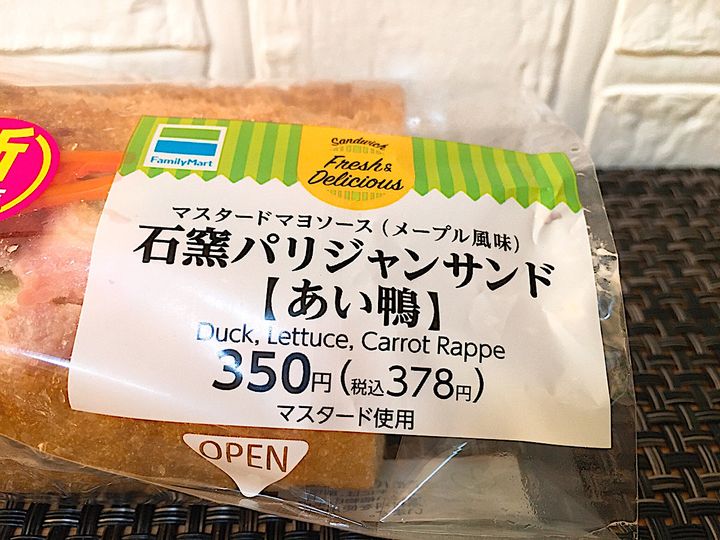 新
FamilyMart
Sandwich
Fresh&
Delicious
マスタードマヨソース(メープル風味)
石窯パリジャンサンド
【あい鴨】
Duck, Lettuce, Carrot Rappe
350円(税込378円)
マスタード使用
OPEN